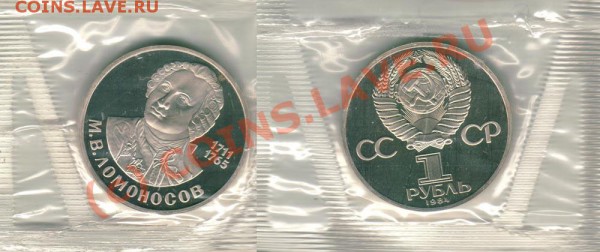 COINS.LAVE.RU
(c) COINS.LAVE.RU
М.В.ЛОМОНОСОВ
1711
1765
СС СР
1
РУБЛЬ
1984